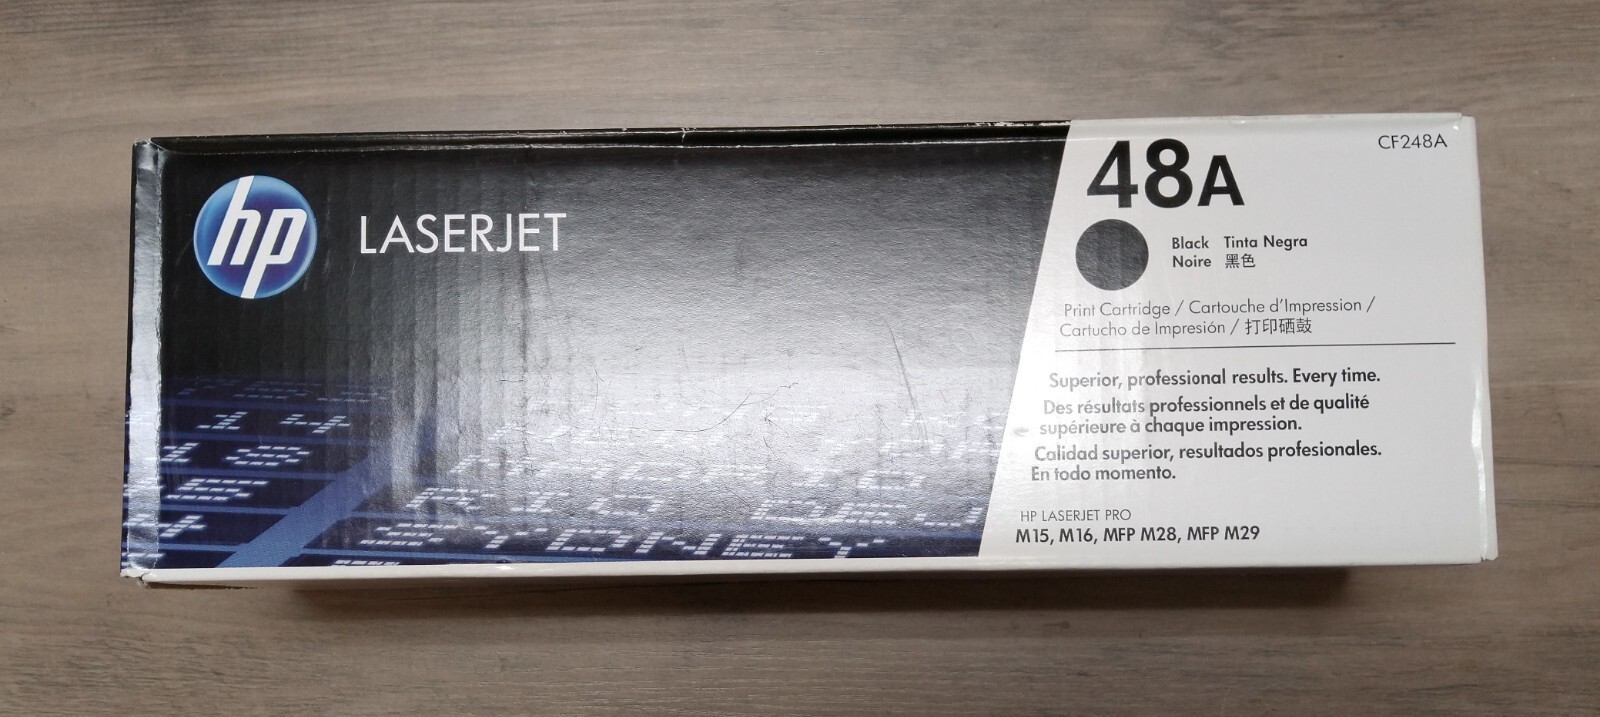 hp
LASERJET
48A
CF248A
Black Tinta Negra
Noire 黑色
Print Cartridge / Cartouche d'Impression /
Cartucho de Impresión / 打印硒鼓
Superior, professional results. Every time.
Des résultats professionnels et de qualité
supérieure à chaque impression.
Calidad superior, resultados profesionales.
En todo momento.
HP LASERJET PRO
M15, M16, MFP M28, MFP M29